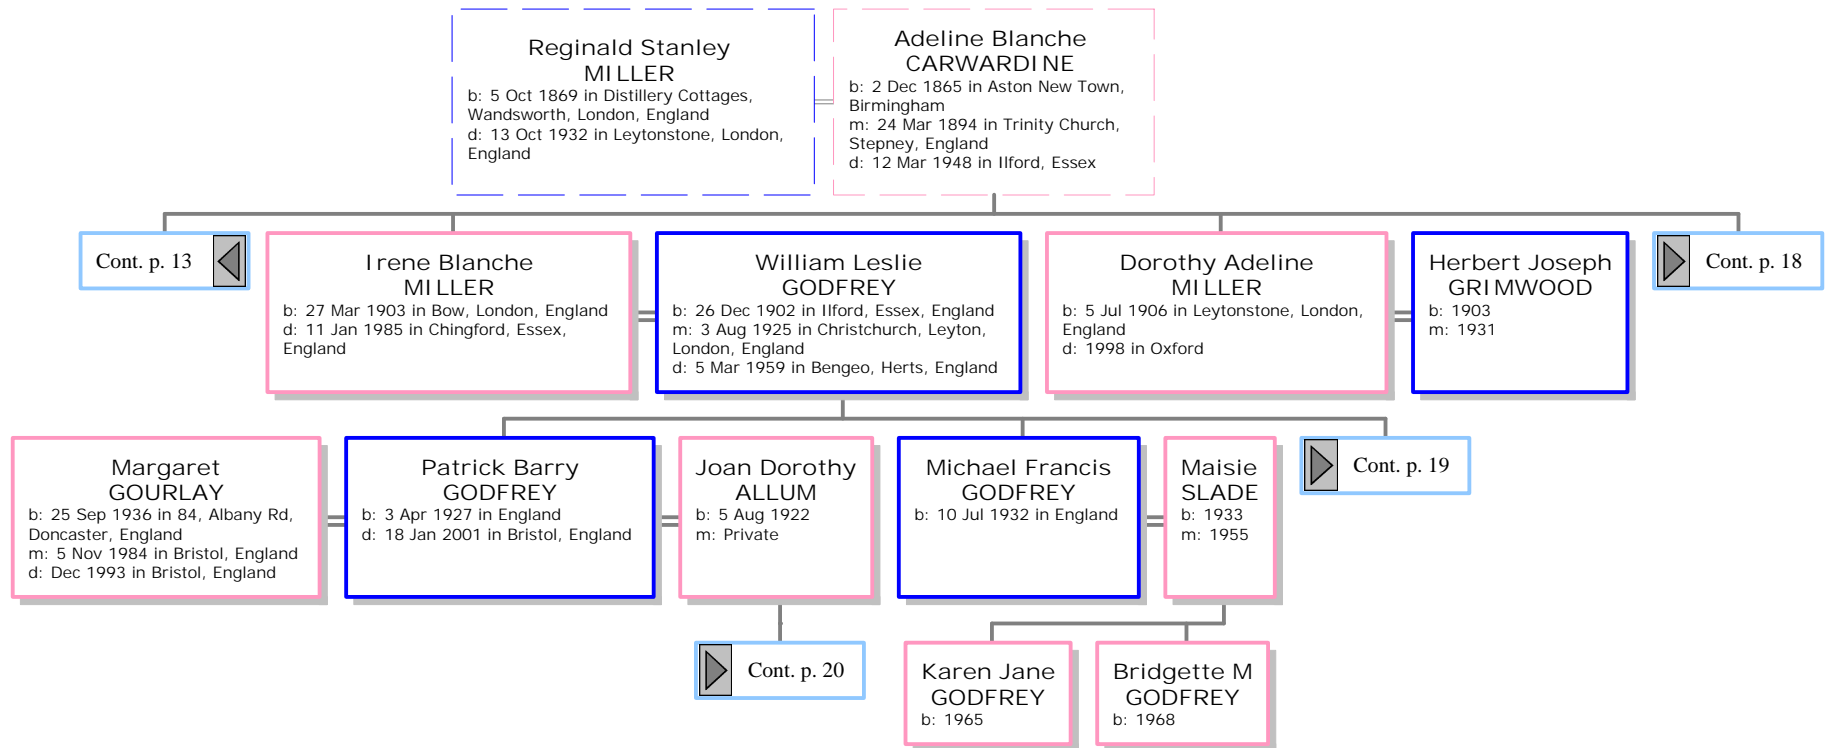 Reginald Stanley
MILLER
b: 5 Oct 1869 in Distillery Cottages,
Wandsworth, London, England
d: 13 Oct 1932 in Leytonstone, London,
England
Adeline Blanche
CARWARDINE
b: 2 Dec 1865 in Aston New Town,
Birmingham
m: 24 Mar 1894 in Trinity Church,
Stepney, England
d: 12 Mar 1948 in Ilford, Essex
Cont. p. 13
Irene Blanche
MILLER
b: 27 Mar 1903 in Bow, London, England
d: 11 Jan 1985 in Chingford, Essex,
England
William Leslie
GODFREY
b: 26 Dec 1902 in Ilford, Essex, England
m: 3 Aug 1925 in Christchurch, Leyton,
London, England
d: 5 Mar 1959 in Bengeo, Herts, England
Dorothy Adeline
MILLER
b: 5 Jul 1906 in Leytonstone, London,
England
d: 1998 in Oxford
Herbert Joseph
GRIMWOOD
b: 1903
m: 1931
Cont. p. 18
Margaret
GOURLAY
b: 25 Sep 1936 in 84, Albany Rd,
Doncaster, England
m: 5 Nov 1984 in Bristol, England
d: Dec 1993 in Bristol, England
Patrick Barry
GODFREY
b: 3 Apr 1927 in England
d: 18 Jan 2001 in Bristol, England
Joan Dorothy
ALLUM
b: 5 Aug 1922
m: Private
Michael Francis
GODFREY
b: 10 Jul 1932 in England
Maisie
SLADE
b: 1933
m: 1955
Cont. p. 19
Cont. p. 20
Karen Jane
GODFREY
b: 1965
Bridgette M
GODFREY
b: 1968